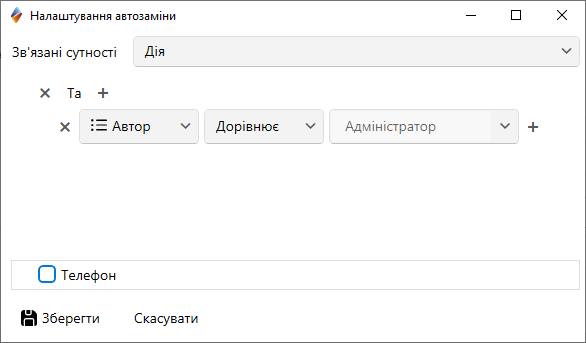 Налаштування автозаміни
Зв'язані сутності Дія
Та
Автор Дорівнює Адміністратор
Телефон
Зберегти Скасувати